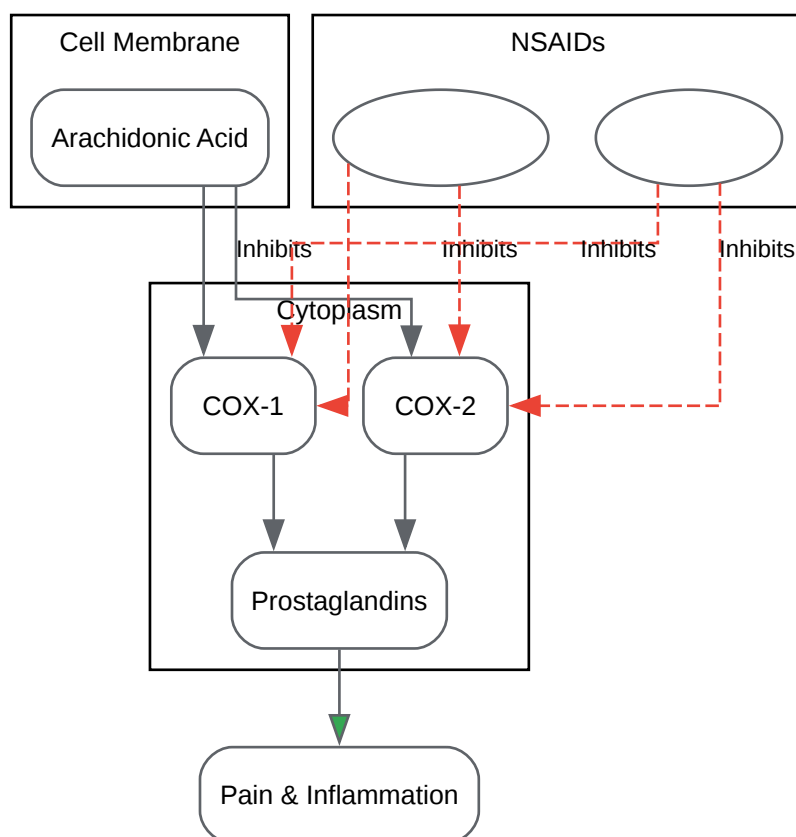 Cell Membrane
NSAIDs
Arachidonic Acid
Inhibits
Inhibits
Inhibits
Inhibits
Cytoplasm
COX-1
COX-2
Prostaglandins
Pain & Inflammation